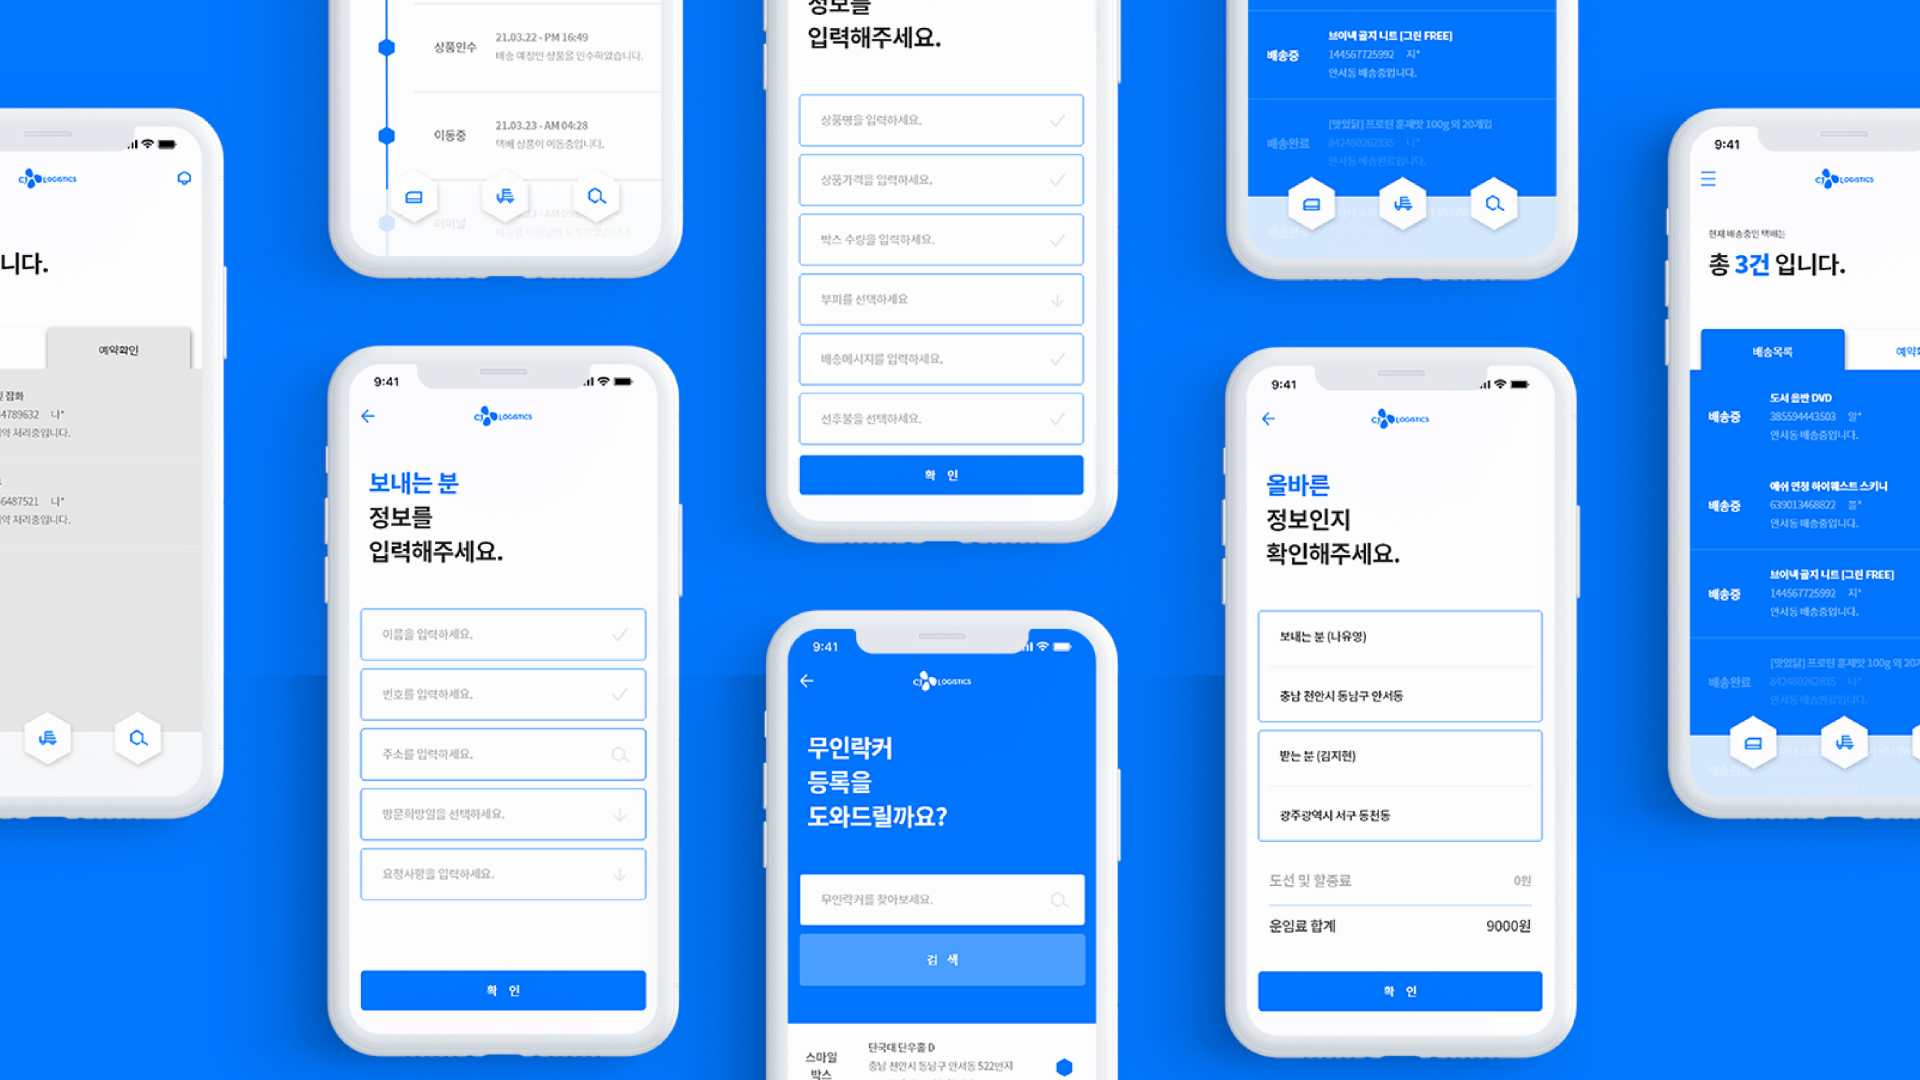 CJ LOGISTICS
니다.
예약확인
및 잡화
4789632 나*
약 처리중입니다.
6487521 나*
약 처리중입니다.
상품인수
21.03.22 - PM 16:49
배송 예정인 상품을 인수하였습니다.
이동중
21.03.23 - AM 04:28
택배 상품이 이동중입니다.
터미널
9:41
CJ LOGISTICS
보내는 분
정보를
입력해주세요.
이름을 입력하세요.
번호를 입력하세요.
주소를 입력하세요.
방문희망일을 선택하세요.
요청사항을 입력하세요.
확 인
정보를
입력해주세요.
상품명을 입력하세요.
상품가격을 입력하세요.
박스 수량을 입력하세요.
부피를 선택하세요
배송메시지를 입력하세요.
선후불을 선택하세요.
확 인
9:41
CJ LOGISTICS
무인락커
등록을
도와드릴까요?
무인락커를 찾아보세요.
검 색
스마일
박스
단국대 단우홀 D
충남 천안시 동남구 안서동 522번지
배송중
브이넥 골지 니트 [그린 FREE]
144567725992 지*
안서동 배송중입니다.
배송완료
[맛있닭] 프로틴 훈제맛 100g 외 20개입
842480262835 나*
안서동 배송완료입니다.
9:41
CJ LOGISTICS
올바른
정보인지
확인해주세요.
보내는 분 (나유영)
충남 천안시 동남구 안서동
받는 분 (김지현)
광주광역시 서구 동천동
도선 및 할증료 0원
운임료 합계 9000원
확 인
9:41
CJ LOGISTICS
현재 배송중인 택배는
총 3건 입니다.
배송목록
예약확
배송중
도서 음반 DVD
385594443503 알*
안서동 배송중입니다.
배송중
애쉬 연청 하이웨스트 스키니
639013468822 블*
안서동 배송중입니다.
배송중
브이넥 골지 니트 [그린 FREE]
144567725992 지*
안서동 배송중입니다.
배송완료
[맛있닭] 프로틴 훈제맛 100g 외 20개
842480262835 나*
안서동 배송완료입니다.